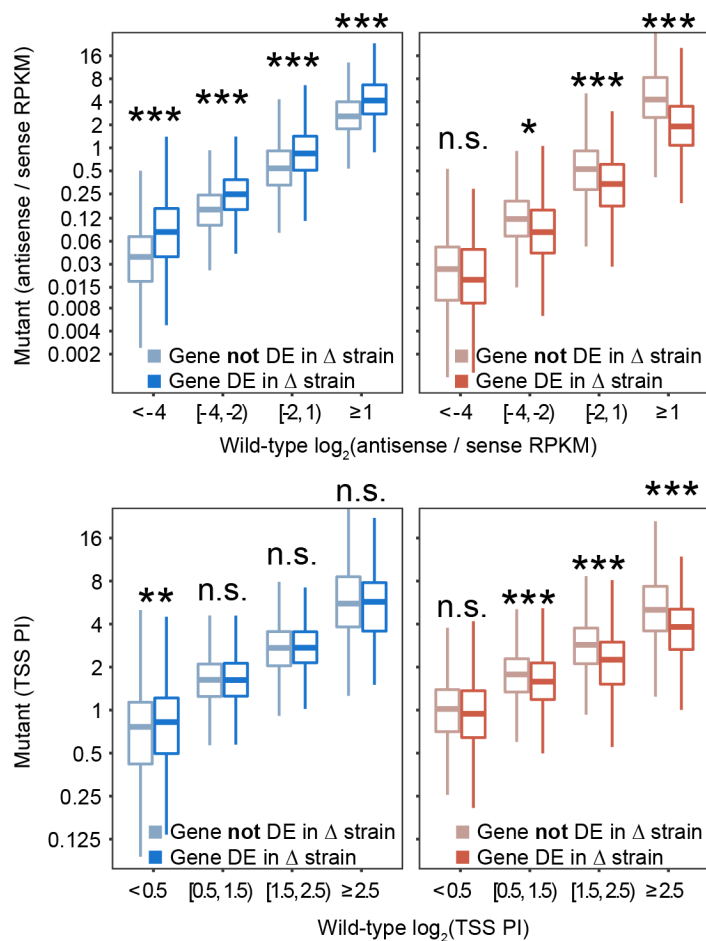 ***
***
***
***
16
8
4
2
1
0.5
0.25
0.12
0.06
0.03
0.015
0.008
0.004
0.002
Mutant (antisense / sense RPKM)
Gene not DE in Δ strain
Gene DE in Δ strain
< -4 [-4, -2) [-2, 1) ≥ 1
n.s.
*
***
***
Gene not DE in Δ strain
Gene DE in Δ strain
< -4 [-4, -2) [-2, 1) ≥ 1
Wild-type log2(antisense / sense RPKM)
**
n.s.
n.s.
n.s.
16
8
4
2
1
0.5
0.25
0.125
Mutant (TSS PI)
Gene not DE in Δ strain
Gene DE in Δ strain
< 0.5 [0.5, 1.5) [1.5, 2.5) ≥ 2.5
n.s.
***
***
***
Gene not DE in Δ strain
Gene DE in Δ strain
< 0.5 [0.5, 1.5) [1.5, 2.5) ≥ 2.5
Wild-type log2(TSS PI)